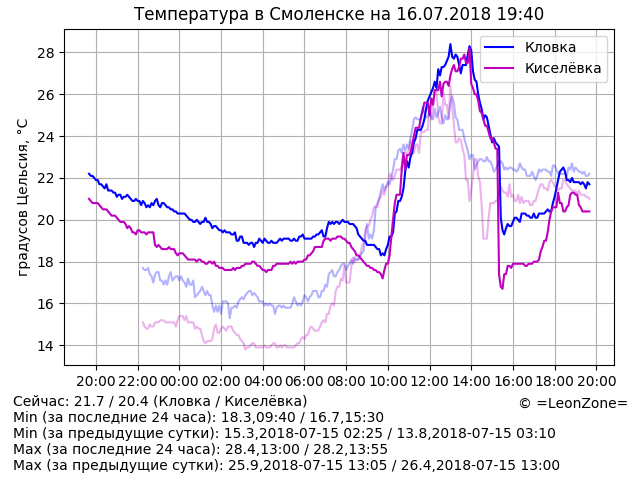 Температура в Смоленске на 16.07.2018 19:40
Кловка
Киселёвка
градусов Цельсия, °C
28
26
24
22
20
18
16
14
20:00 22:00 00:00 02:00 04:00 06:00 08:00 10:00 12:00 14:00 16:00 18:00 20:00
Сейчас: 21.7 / 20.4 (Кловка / Киселёвка)
© =LeonZone=
Min (за последние 24 часа): 18.3,09:40 / 16.7,15:30
Min (за предыдущие сутки): 15.3,2018-07-15 02:25 / 13.8,2018-07-15 03:10
Max (за последние 24 часа): 28.4,13:00 / 28.2,13:55
Max (за предыдущие сутки): 25.9,2018-07-15 13:05 / 26.4,2018-07-15 13:00